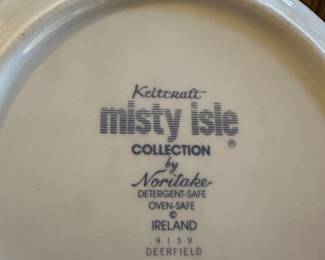 Keltcraft
misty isle ®
COLLECTION
by
Noritake
DETERGENT-SAFE
OVEN-SAFE
©
IRELAND
9159
DEERFIELD